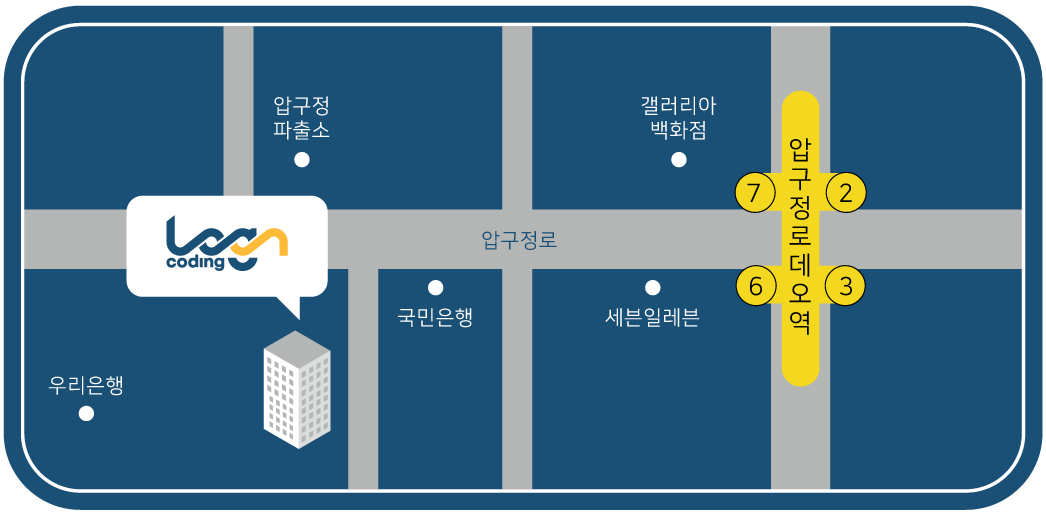 압구정
파출소
갤러리아
백화점
압구정로데오역
7
2
Logn
coding
압구정로
6
3
국민은행
세븐일레븐
우리은행